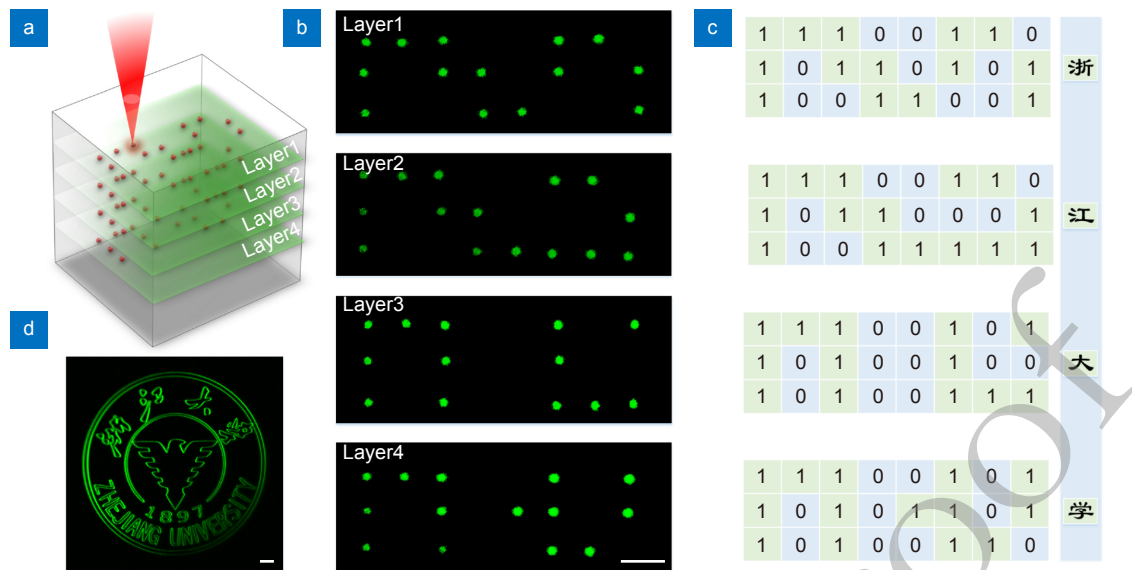 a
Layer1
Layer2
Layer3
Layer4
b
Layer1
Layer2
Layer3
Layer4
c
1 1 1 0 0 1 1 0
1 0 1 1 0 1 0 1
1 0 0 1 1 0 0 1
浙
1 1 1 0 0 1 1 0
1 0 1 1 0 0 0 1
1 0 0 1 1 1 1 1
江
1 1 1 0 0 1 0 1
1 0 1 0 0 1 0 0
1 0 1 0 0 1 1 1
大
1 1 1 0 0 1 0 1
1 0 1 0 1 1 0 1
1 0 1 0 0 1 1 0
学
d
浙江大学
1897
ZHEJIANG UNIVERSITY
oof